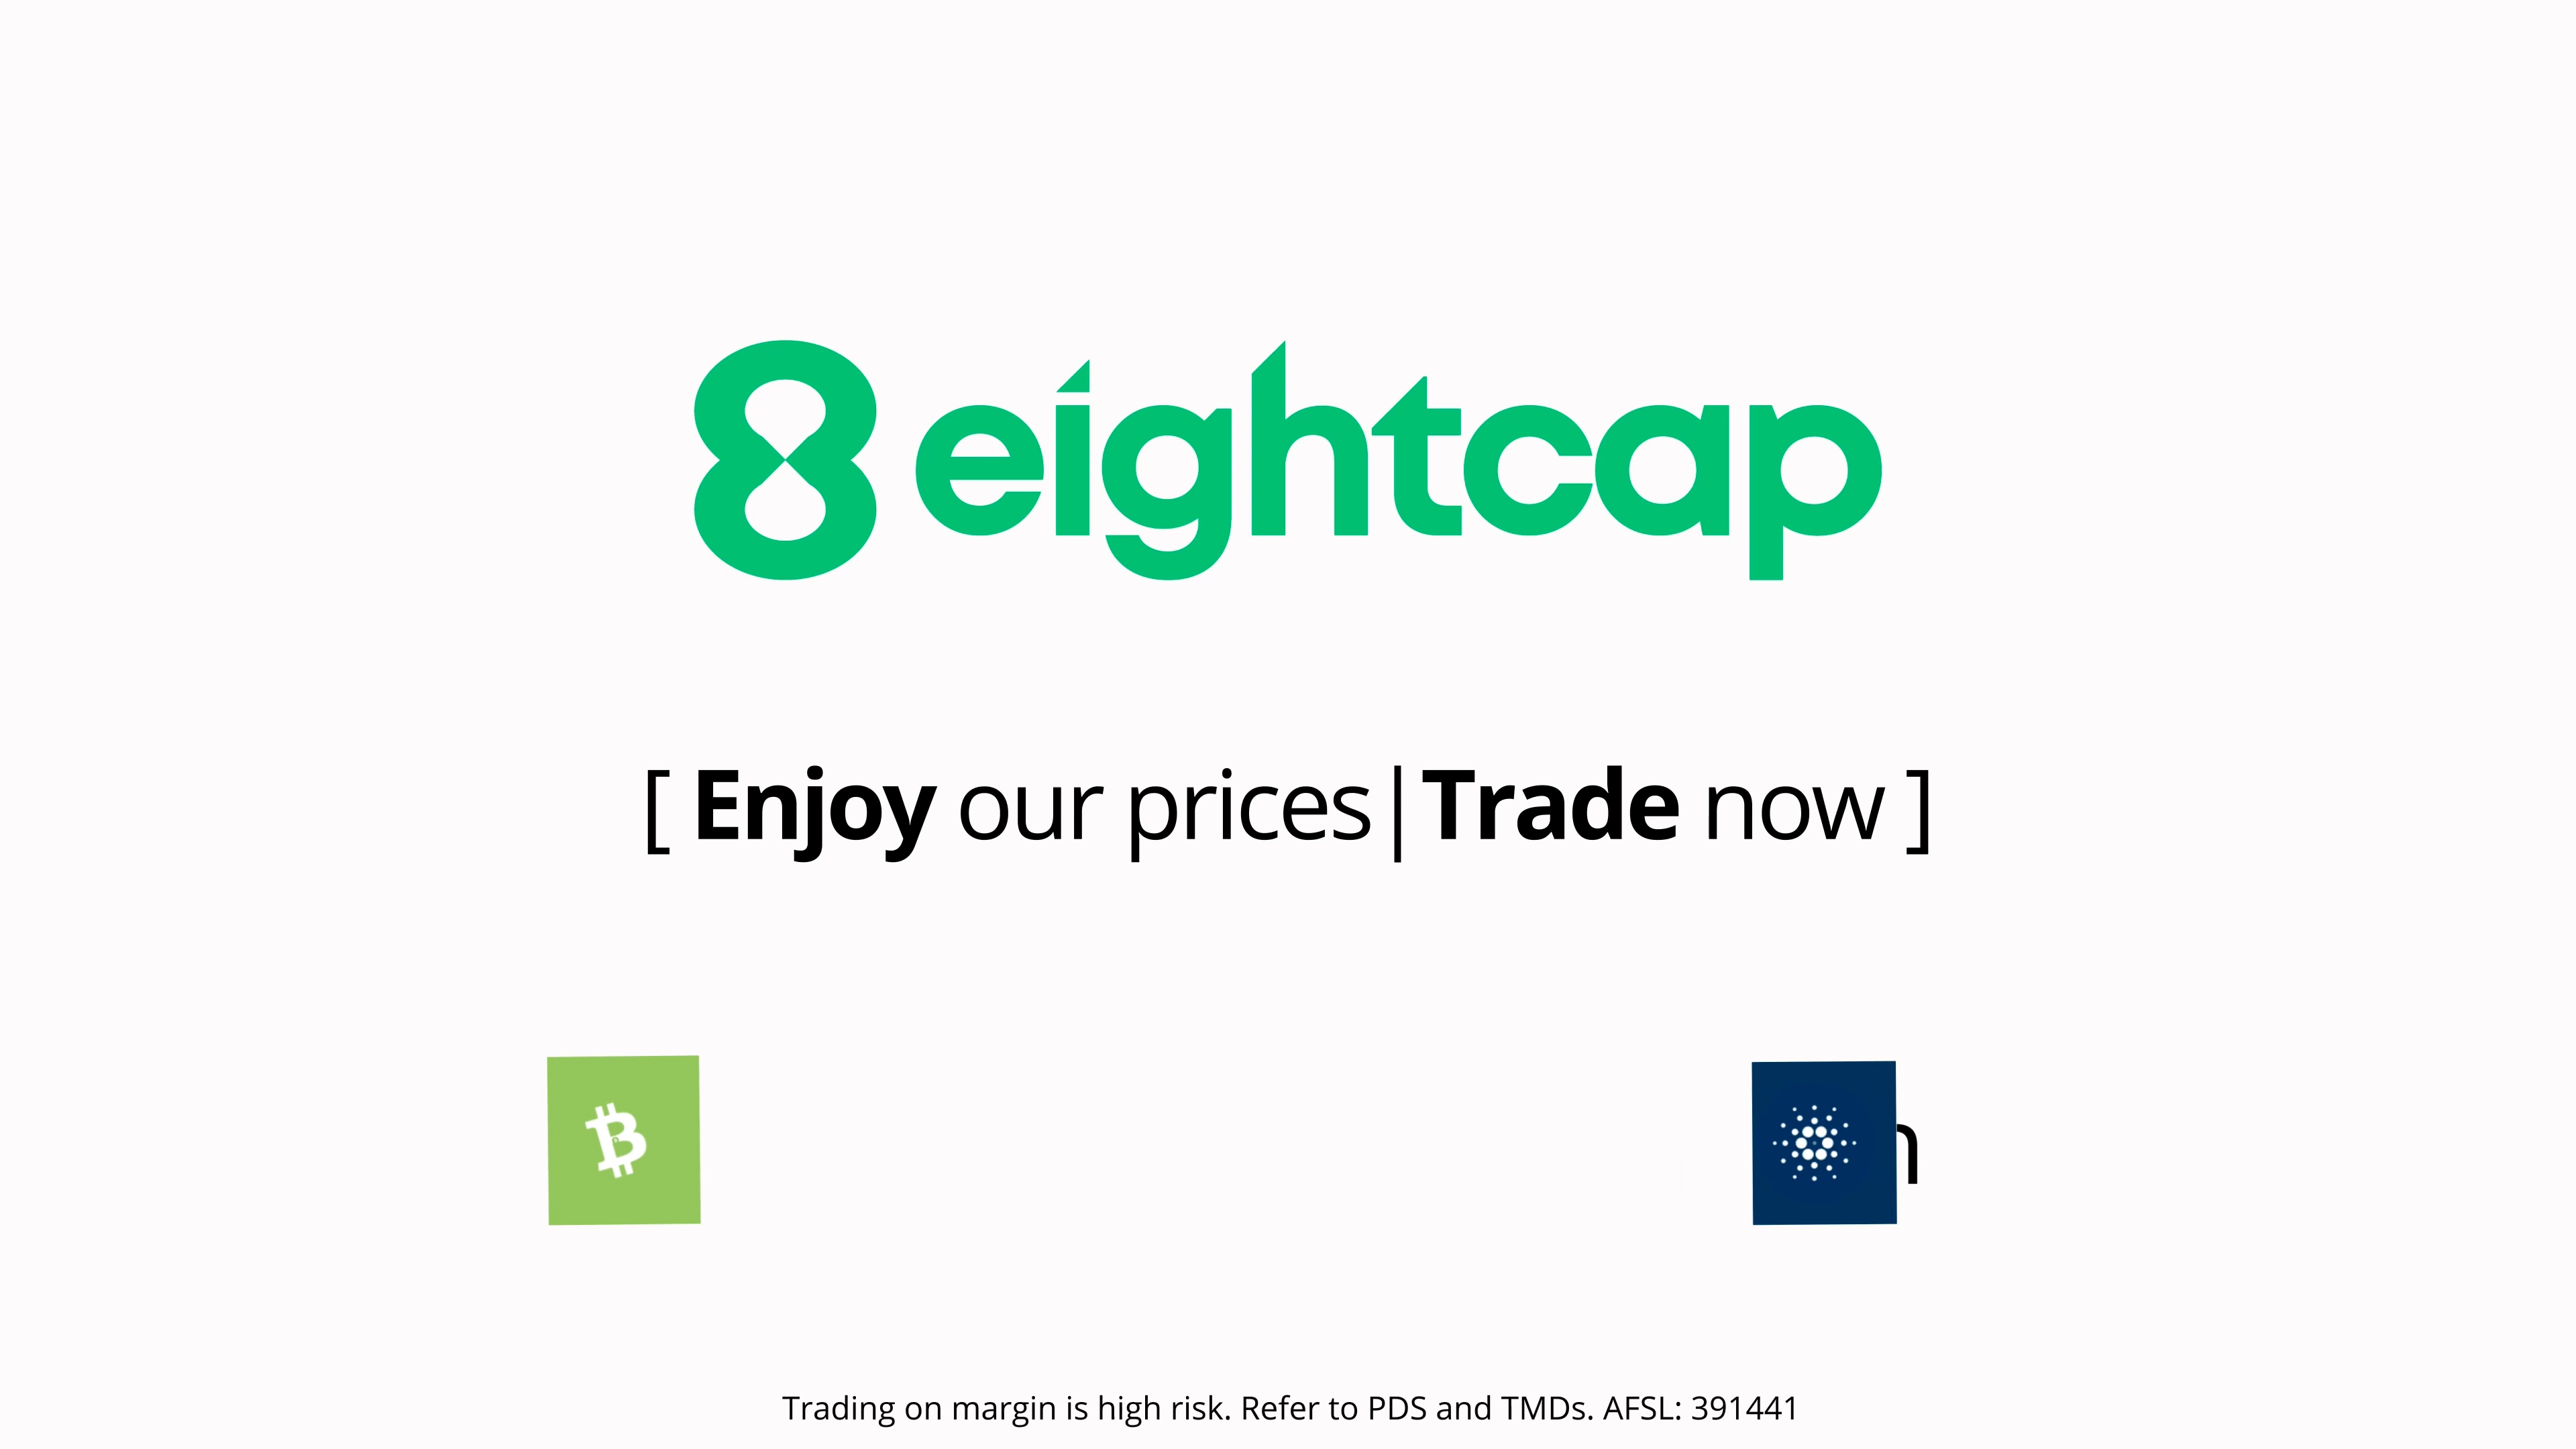 8 eightcap
[ Enjoy our prices|Trade now ]
Trading on margin is high risk. Refer to PDS and TMDs. AFSL: 391441